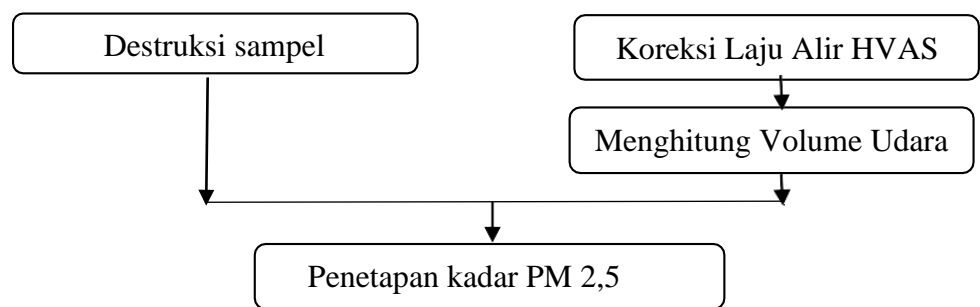 Destruksi sampel
Koreksi Laju Alir HVAS
Menghitung Volume Udara
Penetapan kadar PM 2,5